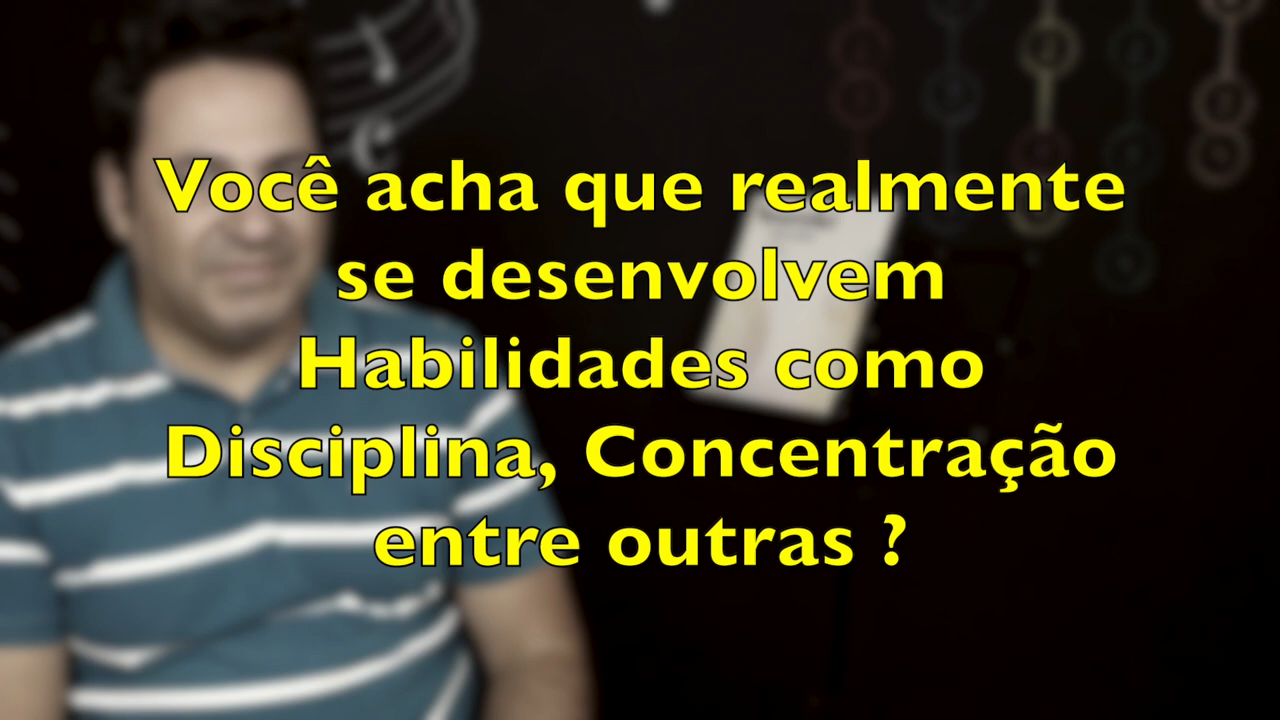 Você acha que realmente
se desenvolvem
Habilidades como
Disciplina, Concentração
entre outras ?